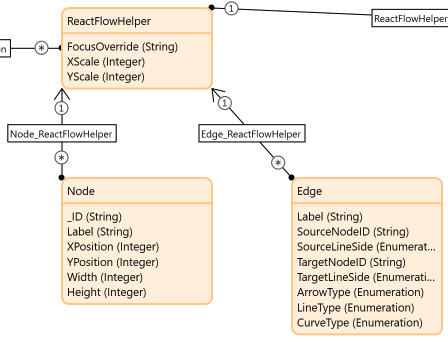 ReactFlowHelper
FocusOverride (String)
XScale (Integer)
YScale (Integer)
1
ReactFlowHelper
on
*
1
1
Node_ReactFlowHelper
Edge_ReactFlowHelper
*
*
Node
_ID (String)
Label (String)
XPosition (Integer)
YPosition (Integer)
Width (Integer)
Height (Integer)
Edge
Label (String)
SourceNodeID (String)
SourceLineSide (Enumerat...
TargetNodeID (String)
TargetLineSide (Enumerati...
ArrowType (Enumeration)
LineType (Enumeration)
CurveType (Enumeration)